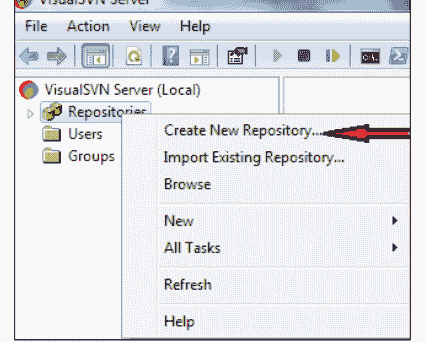 VisualSVN Server
File Action View Help
VisualSVN Server (Local)
Repositories
Users
Groups
Create New Repository...
Import Existing Repository...
Browse
New
All Tasks
Refresh
Help